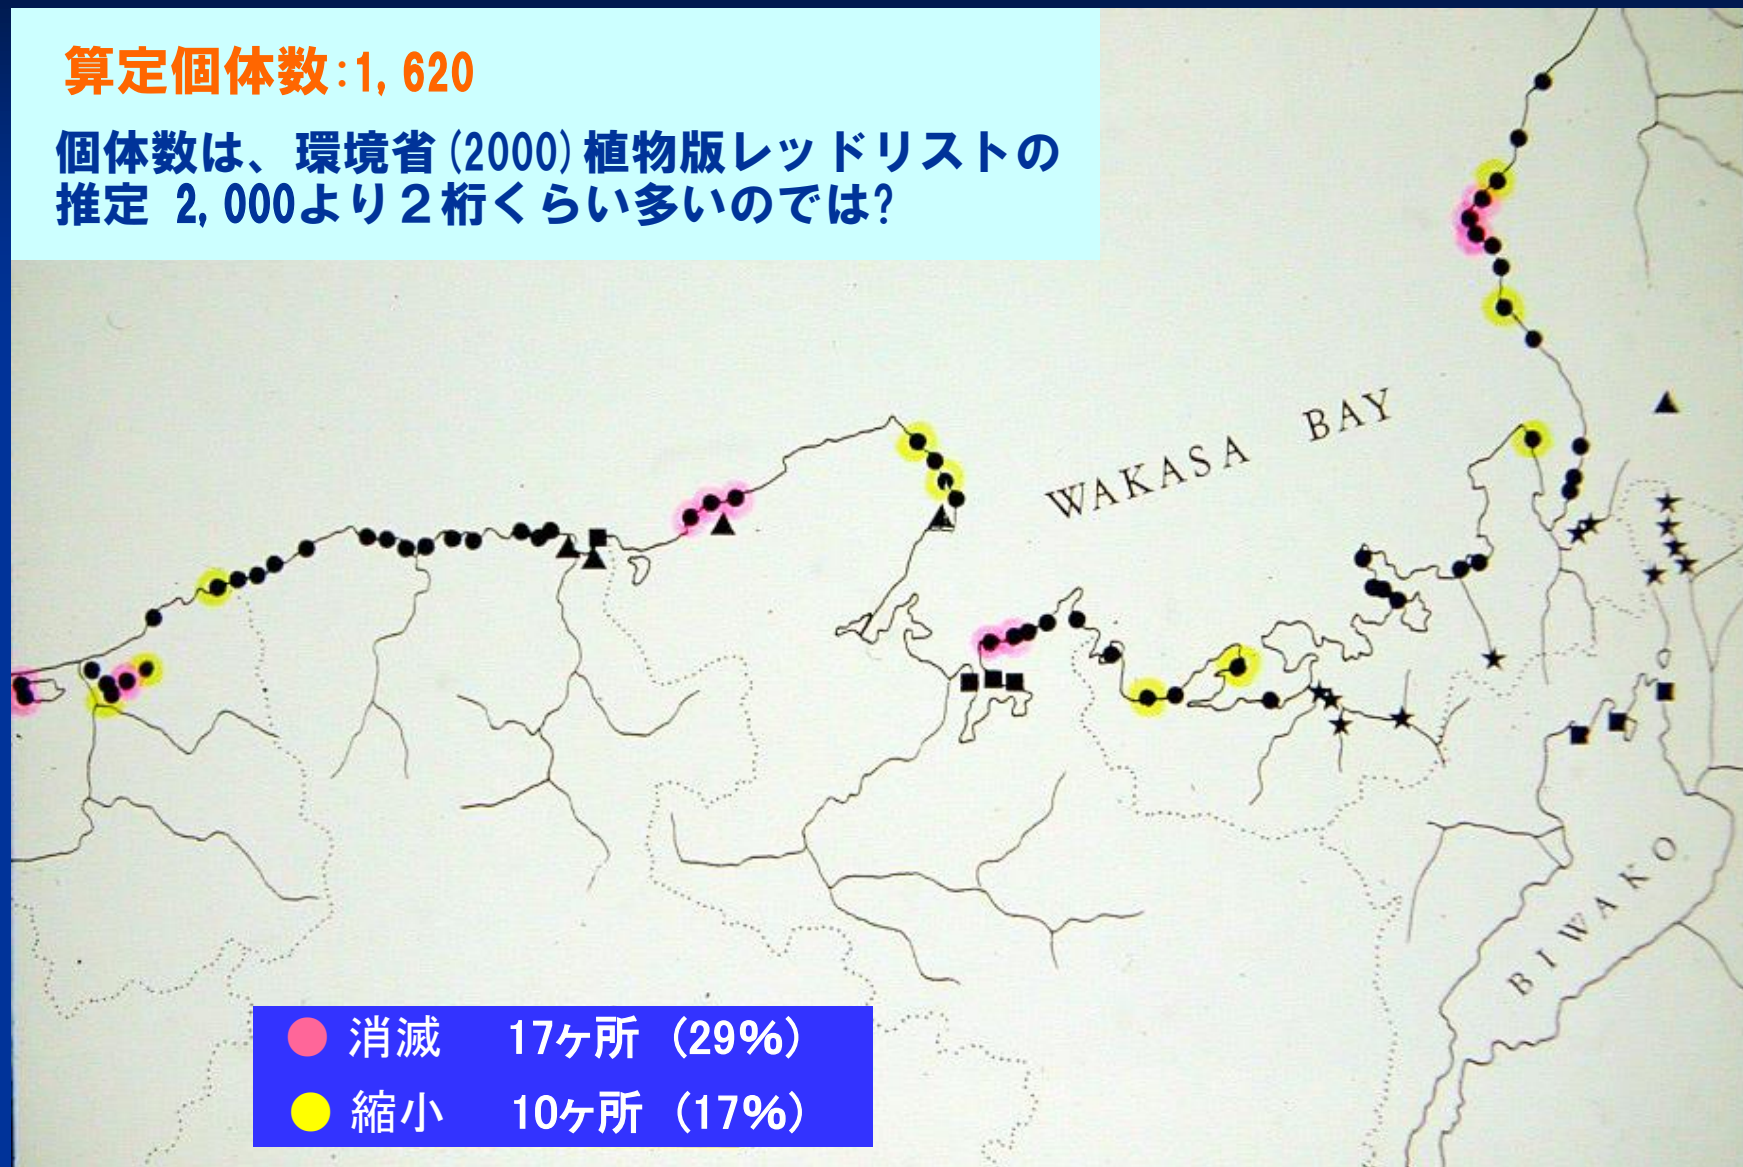 算定個体数:1,620
個体数は、環境省(2000)植物版レッドリストの
推定 2,000より２桁くらい多いのでは?
WAKASA BAY
BIWAKO
消滅 17ヶ所 (29%)
縮小 10ヶ所 (17%)